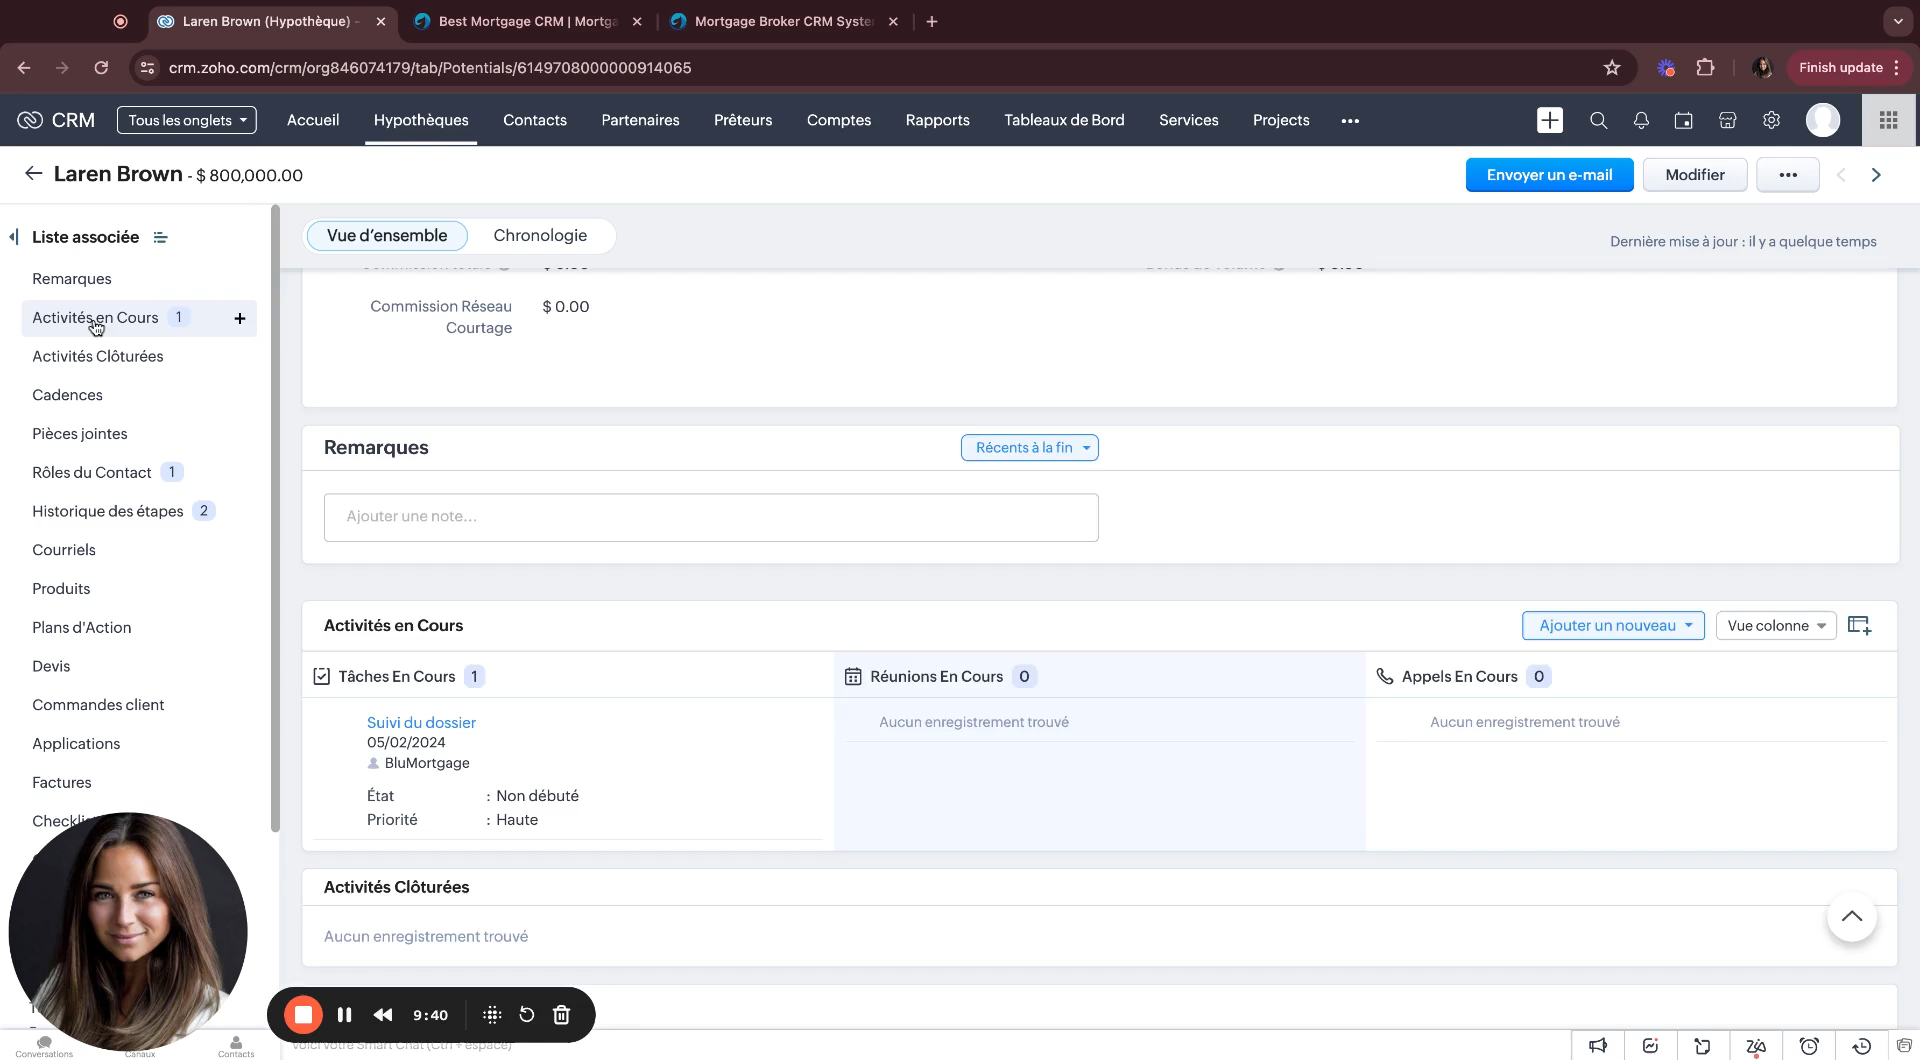 Laren Brown (Hypothèque) -
Best Mortgage CRM | Mortga
Mortgage Broker CRM Syste
crm.zoho.com/crm/org846074179/tab/Potentials/6149708000000914065
Finish update
CRM
Tous les onglets
Accueil
Hypothèques
Contacts
Partenaires
Prêteurs
Comptes
Rapports
Tableaux de Bord
Services
Projects
Laren Brown - $ 800,000.00
Envoyer un e-mail
Modifier
Liste associée
Remarques
Activités en Cours 1
Activités Clôturées
Cadences
Pièces jointes
Rôles du Contact 1
Historique des étapes 2
Courriels
Produits
Plans d'Action
Devis
Commandes client
Applications
Factures
Vue d’ensemble
Chronologie
Dernière mise à jour : il y a quelque temps
Commission Réseau
Courtage
$ 0.00
Remarques
Récents à la fin
Ajouter une note...
Activités en Cours
Ajouter un nouveau
Vue colonne
Tâches En Cours 1
Réunions En Cours 0
Appels En Cours 0
Suivi du dossier
05/02/2024
BluMortgage
État : Non débuté
Priorité : Haute
Aucun enregistrement trouvé
Aucun enregistrement trouvé
Activités Clôturées
Aucun enregistrement trouvé
9:40
Conversations
Canaux
Contacts
Voici votre Smart Chat (Ctrl + espace)